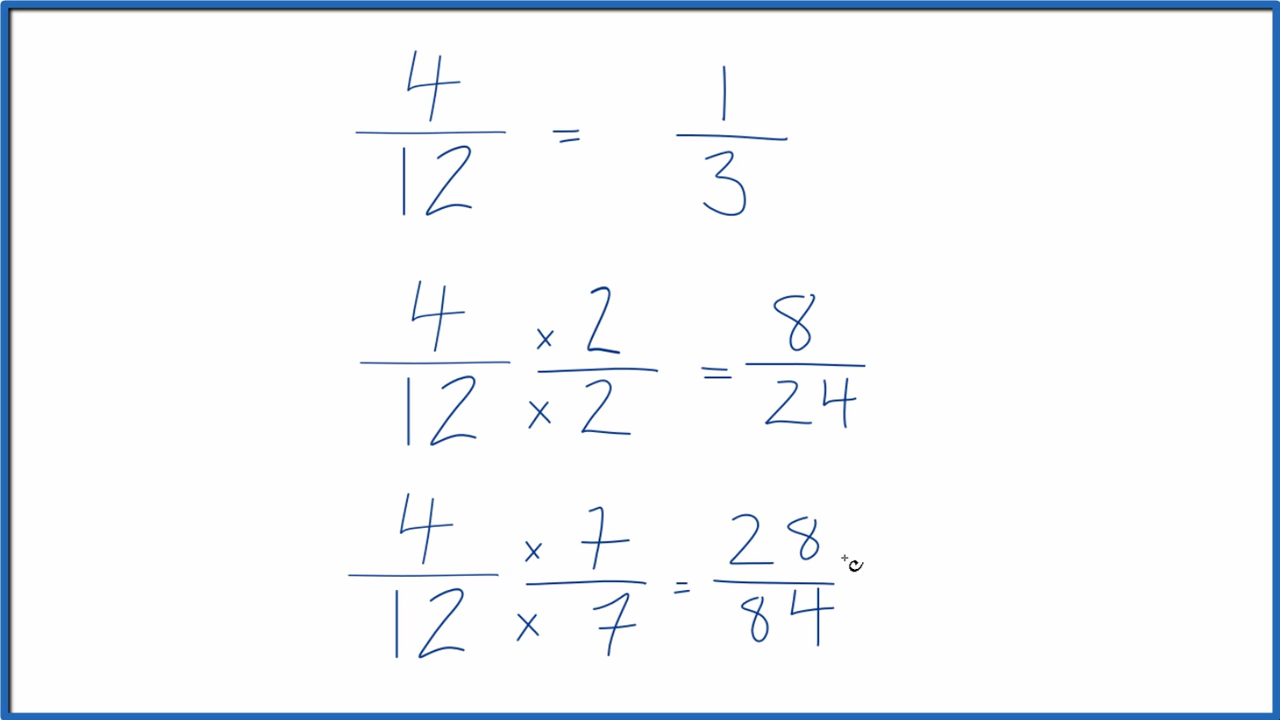 4/12 = 1/3
4/12 × 2/× 2 = 8/24
4/12 × 7/× 7 = 28/84